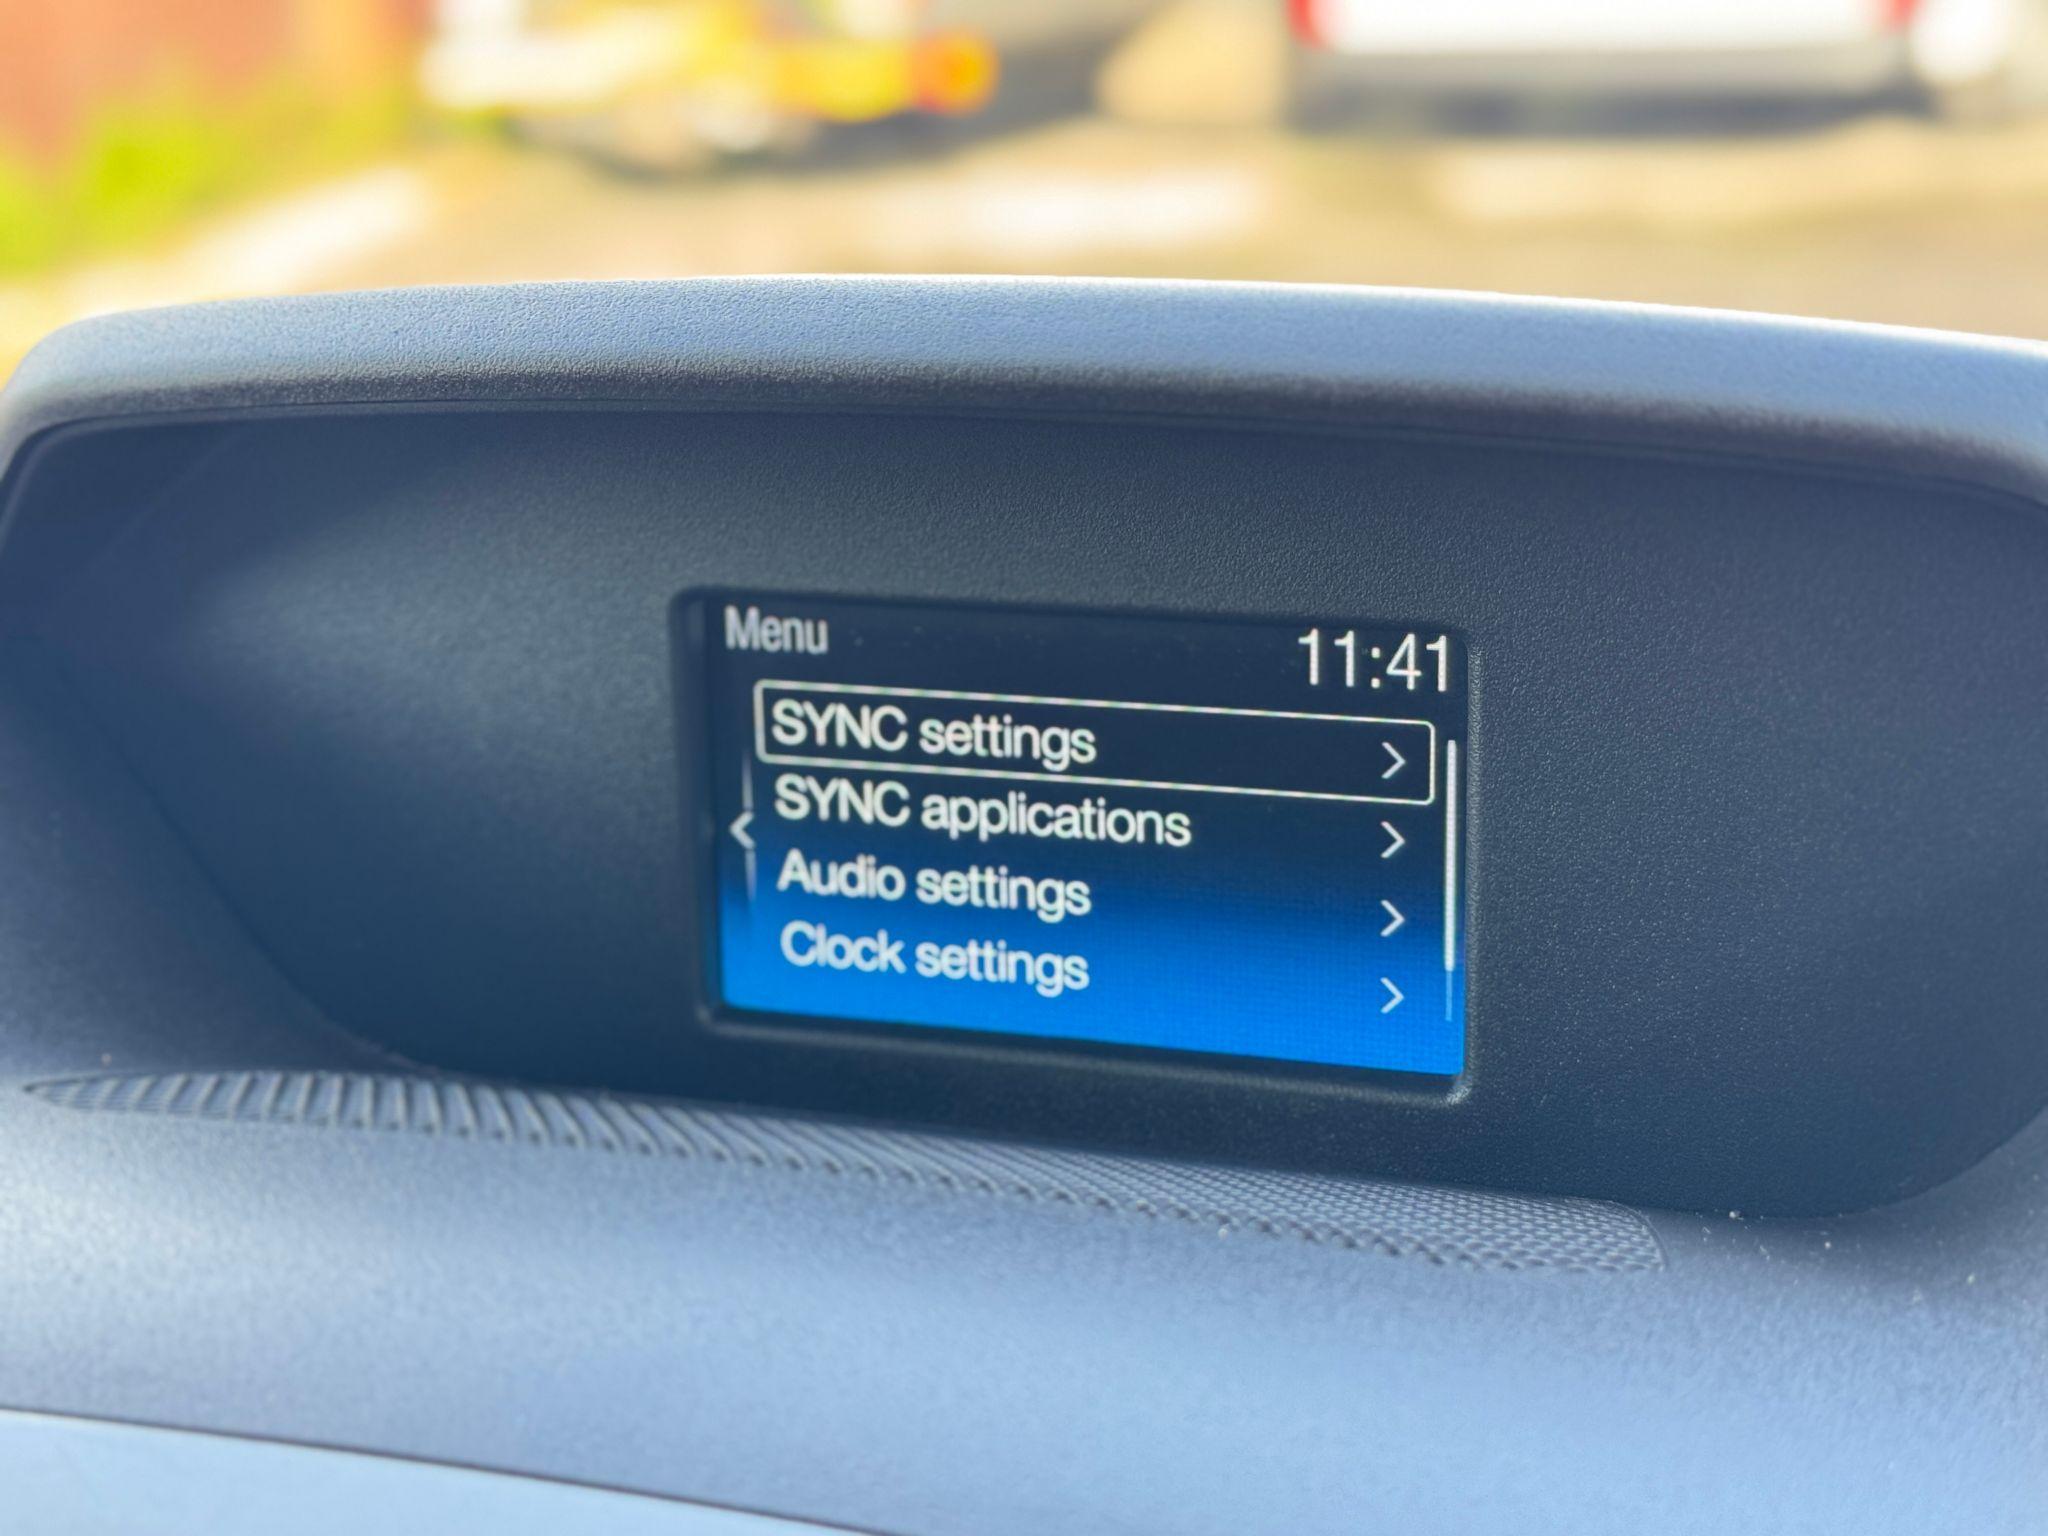 Menu 11:41
SYNC settings
SYNC applications
Audio settings
Clock settings